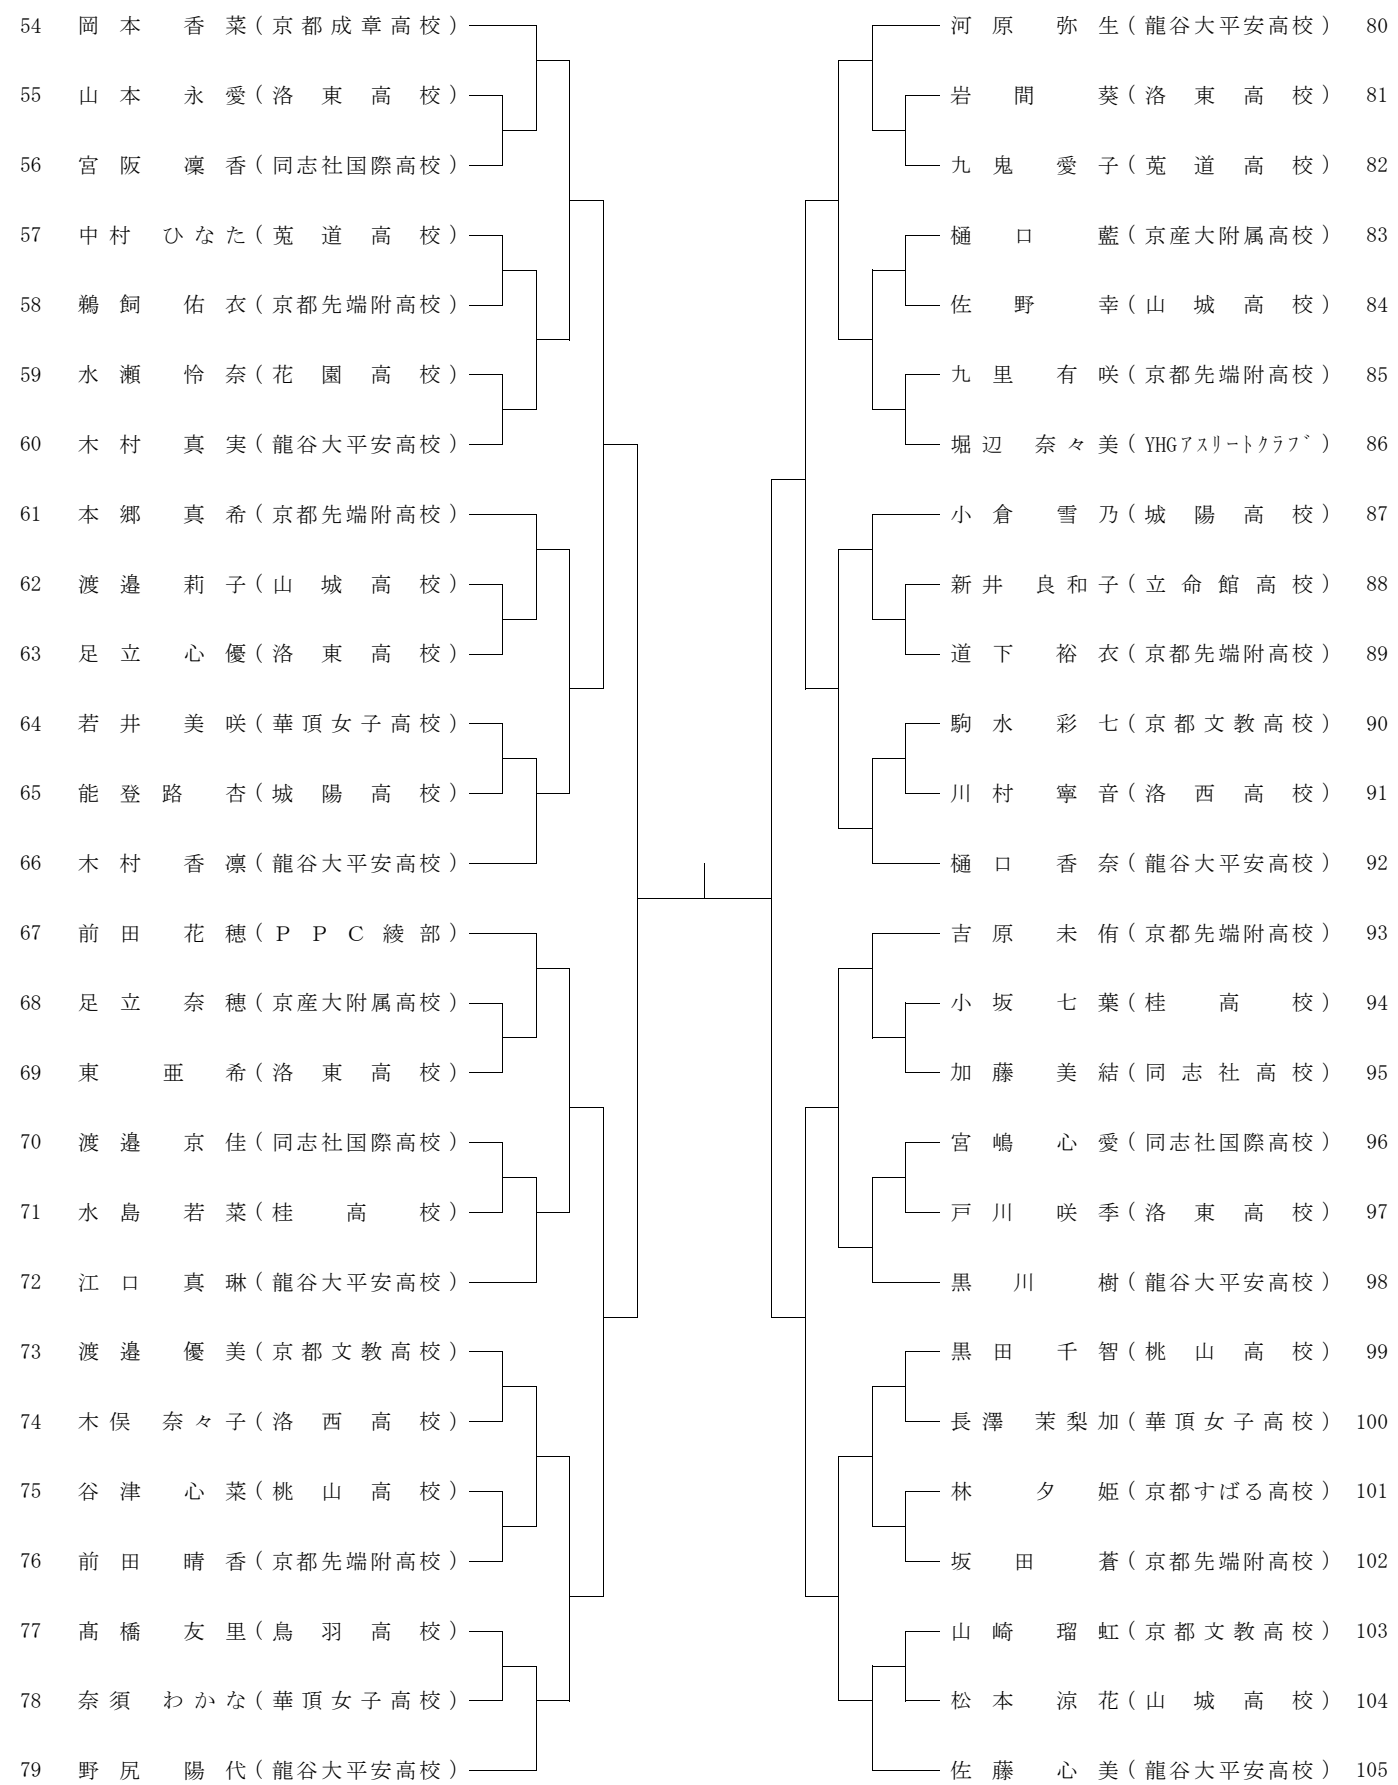 54 岡本 香菜 (京都成章高校)
55 山本 永愛 (洛東高校)
56 宮阪 凜香 (同志社国際高校)
57 中村 ひなた (莵道高校)
58 鵜飼 佑衣 (京都先端附高校)
59 水瀬 怜奈 (花園高校)
60 木村 真実 (龍谷大平安高校)
61 本郷 真希 (京都先端附高校)
62 渡邉 莉子 (山城高校)
63 足立 心優 (洛東高校)
64 若井 美咲 (華頂女子高校)
65 能登路 杏 (城陽高校)
66 木村 香凛 (龍谷大平安高校)
67 前田 花穂 (ＰＰＣ綾部)
68 足立 奈穂 (京産大附属高校)
69 東 亜希 (洛東高校)
70 渡邉 京佳 (同志社国際高校)
71 水島 若菜 (桂高校)
72 江口 真琳 (龍谷大平安高校)
73 渡邉 優美 (京都文教高校)
74 木俣 奈々子 (洛西高校)
75 谷津 心菜 (桃山高校)
76 前田 晴香 (京都先端附高校)
77 髙橋 友里 (鳥羽高校)
78 奈須 わかな (華頂女子高校)
79 野尻 陽代 (龍谷大平安高校)
河原 弥生 (龍谷大平安高校) 80
岩間 葵 (洛東高校) 81
九鬼 愛子 (莵道高校) 82
樋口 藍 (京産大附属高校) 83
佐野 幸 (山城高校) 84
九里 有咲 (京都先端附高校) 85
堀辺 奈々美 (YHGｱｽﾘｰﾄｸﾗﾌﾞ) 86
小倉 雪乃 (城陽高校) 87
新井 良和子 (立命館高校) 88
道下 裕衣 (京都先端附高校) 89
駒水 彩七 (京都文教高校) 90
川村 寧音 (洛西高校) 91
樋口 香奈 (龍谷大平安高校) 92
吉原 未侑 (京都先端附高校) 93
小坂 七葉 (桂高校) 94
加藤 美結 (同志社高校) 95
宮嶋 心愛 (同志社国際高校) 96
戸川 咲季 (洛東高校) 97
黒川 樹 (龍谷大平安高校) 98
黒田 千智 (桃山高校) 99
長澤 茉梨加 (華頂女子高校) 100
林 夕姫 (京都すばる高校) 101
坂田 蒼 (京都先端附高校) 102
山崎 瑠虹 (京都文教高校) 103
松本 涼花 (山城高校) 104
佐藤 心美 (龍谷大平安高校) 105